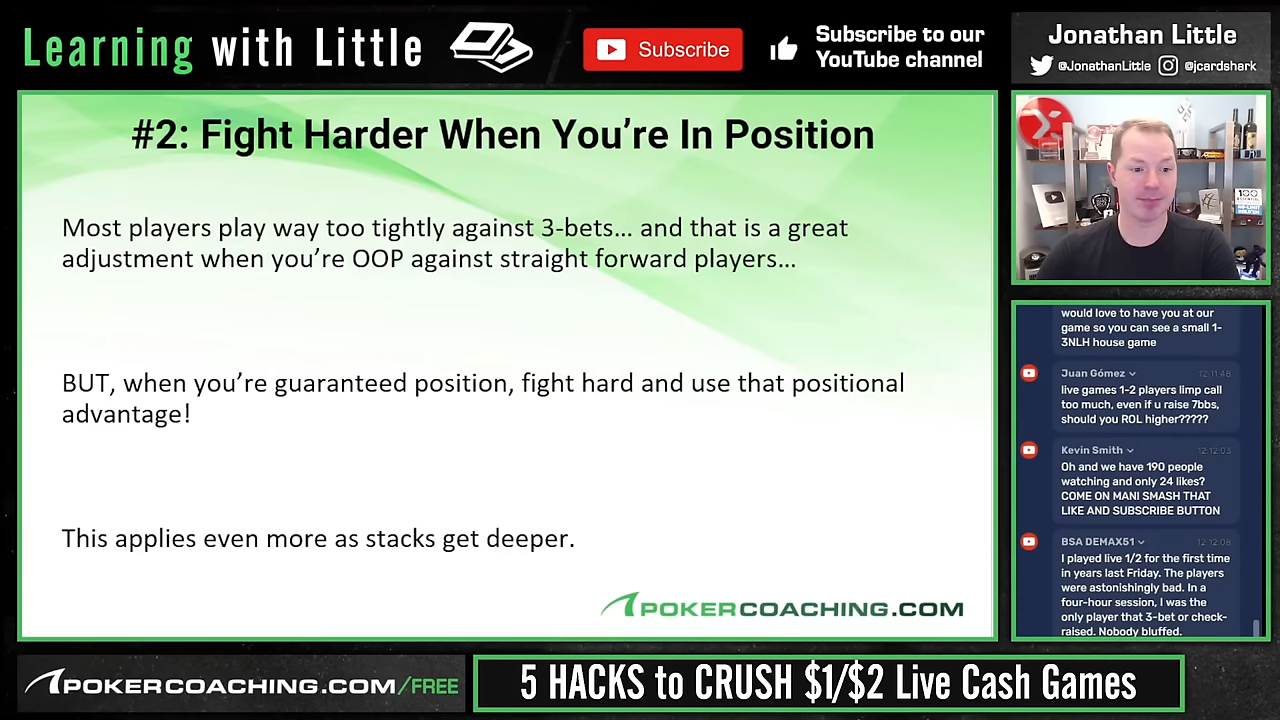 Learning with Little
Subscribe
Subscribe to our
YouTube channel
Jonathan Little
@JonathanLittle @jcardshark
#2: Fight Harder When You’re In Position
Most players play way too tightly against 3-bets… and that is a great
adjustment when you’re OOP against straight forward players…
BUT, when you’re guaranteed position, fight hard and use that positional
advantage!
This applies even more as stacks get deeper.
POKERCOACHING.COM
would love to have you at our
game so you can see a small 1-
3NLH house game
Juan Gómez 12:11:48
live games 1-2 players limp call
too much, even if u raise 7bbs,
should you ROL higher?????
Kevin Smith 12:12:03
Oh and we have 190 people
watching and only 24 likes?
COME ON MANI SMASH THAT
LIKE AND SUBSCRIBE BUTTON
BSA DEMAX51 12:12:08
I played live 1/2 for the first time
in years last Friday. The players
were astonishingly bad. In a
four-hour session, I was the
only player that 3-bet or check-
raised. Nobody bluffed.
POKERCOACHING.COM/FREE
5 HACKS to CRUSH $1/$2 Live Cash Games